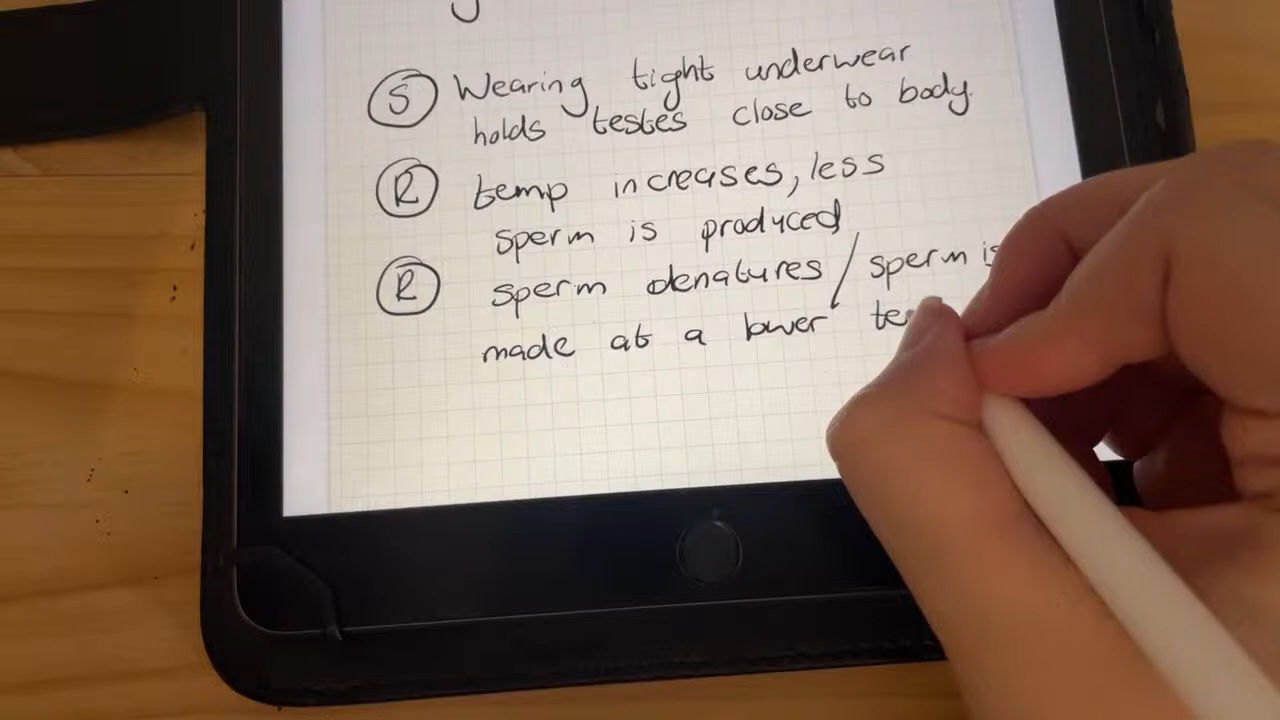 Ⓢ Wearing tight underwear
holds testes close to body.
Ⓡ temp increases, less
sperm is produced
Ⓡ sperm denatures / sperm is
made at a lower